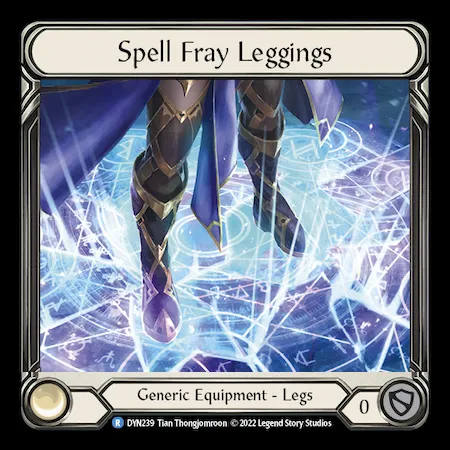 Spell Fray Leggings
Generic Equipment - Legs
0
R DYN239 Tian Thongjomroon © 2022 Legend Story Studios